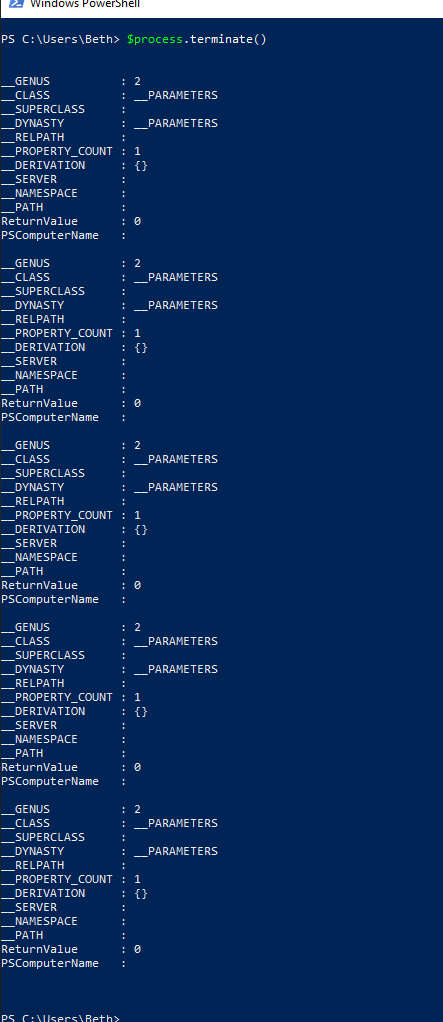 Windows PowerShell
PS C:\Users\Beth> $process.terminate()
__GENUS : 2
__CLASS : __PARAMETERS
__SUPERCLASS :
__DYNASTY : __PARAMETERS
__RELPATH :
__PROPERTY_COUNT : 1
__DERIVATION : {}
__SERVER :
__NAMESPACE :
__PATH :
ReturnValue : 0
PSComputerName :
__GENUS : 2
__CLASS : __PARAMETERS
__SUPERCLASS :
__DYNASTY : __PARAMETERS
__RELPATH :
__PROPERTY_COUNT : 1
__DERIVATION : {}
__SERVER :
__NAMESPACE :
__PATH :
ReturnValue : 0
PSComputerName :
__GENUS : 2
__CLASS : __PARAMETERS
__SUPERCLASS :
__DYNASTY : __PARAMETERS
__RELPATH :
__PROPERTY_COUNT : 1
__DERIVATION : {}
__SERVER :
__NAMESPACE :
__PATH :
ReturnValue : 0
PSComputerName :
__GENUS : 2
__CLASS : __PARAMETERS
__SUPERCLASS :
__DYNASTY : __PARAMETERS
__RELPATH :
__PROPERTY_COUNT : 1
__DERIVATION : {}
__SERVER :
__NAMESPACE :
__PATH :
ReturnValue : 0
PSComputerName :
__GENUS : 2
__CLASS : __PARAMETERS
__SUPERCLASS :
__DYNASTY : __PARAMETERS
__RELPATH :
__PROPERTY_COUNT : 1
__DERIVATION : {}
__SERVER :
__NAMESPACE :
__PATH :
ReturnValue : 0
PSComputerName :
PS C:\Users\Beth>